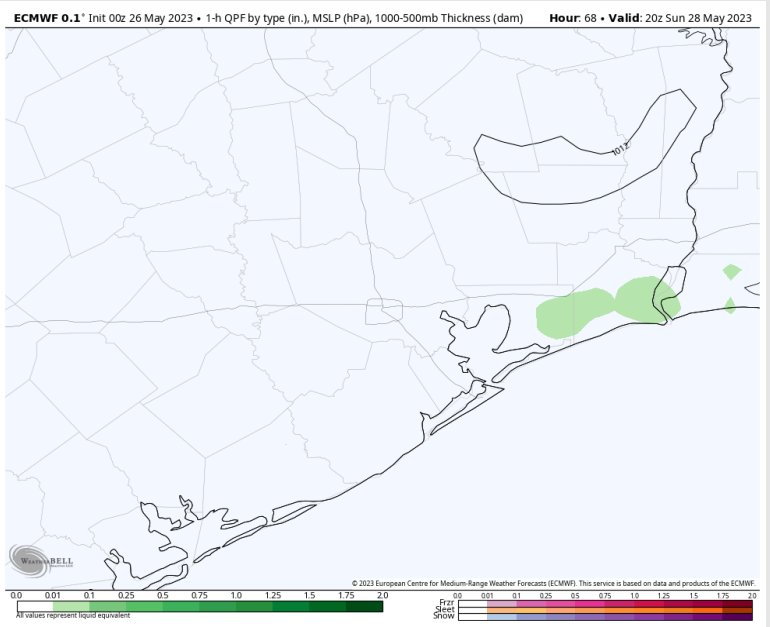 ECMWF 0.1° Init 00z 26 May 2023 • 1-h QPF by type (in.), MSLP (hPa), 1000-500mb Thickness (dam) Hour: 68 • Valid: 20z Sun 28 May 2023
1012
WEATHERBELL
© 2023 European Centre for Medium-Range Weather Forecasts (ECMWF). This service is based on data and products of the ECMWF.
0.0 0.01 0.1 0.25 0.5 0.75 1.0 1.25 1.5 1.75 2.0
0.0 0.01 0.1 0.25 0.5 0.75 1.0 1.25 1.5 1.75 2.0
Frzr
Sleet
Snow
All values represent liquid equivalent